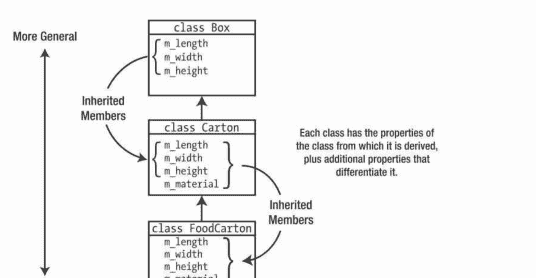 More General
class Box
m_length
m_width
m_height
Inherited
Members
class Carton
m_length
m_width
m_height
m_material
Each class has the properties of
the class from which it is derived,
plus additional properties that
differentiate it.
Inherited
Members
class FoodCarton
m_length
m_width
m_height
m_material